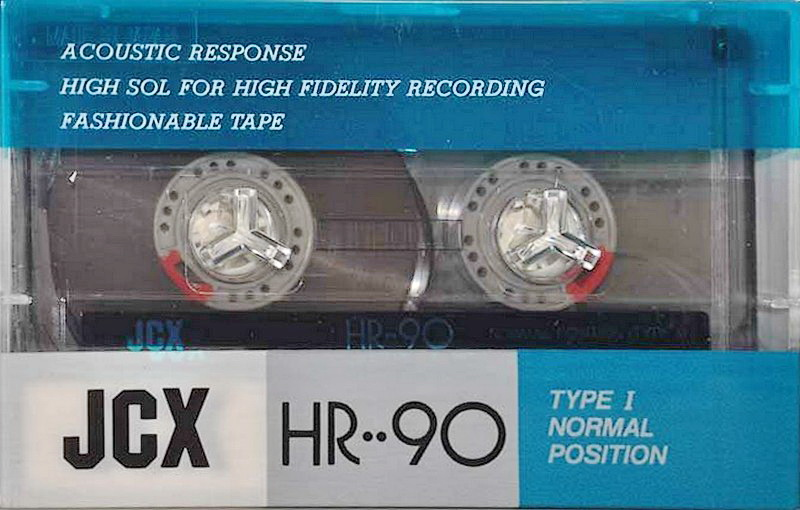 ACOUSTIC RESPONSE
HIGH SOL FOR HIGH FIDELITY RECORDING
FASHIONABLE TAPE
JCX HR-90
JCX HR··90
TYPE I
NORMAL
POSITION